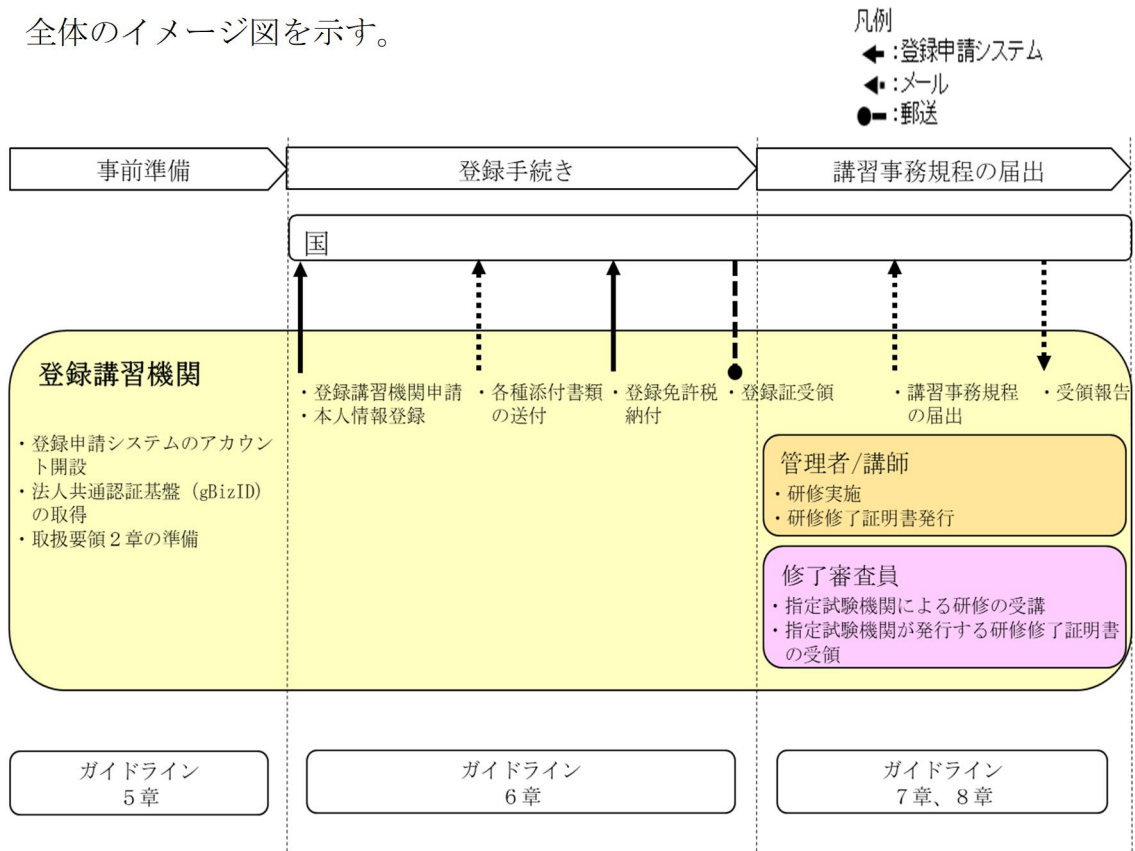 全体のイメージ図を示す。
凡例
:登録申請システム
:メール
:郵送
事前準備
登録手続き
講習事務規程の届出
国
登録講習機関
・登録申請システムのアカウン
ト開設
・法人共通認証基盤（gBizID）
の取得
・取扱要領２章の準備
・登録講習機関申請
・本人情報登録
・各種添付書類
の送付
・登録免許税
納付
・登録証受領
・講習事務規程
の届出
・受領報告
管理者/講師
・研修実施
・研修修了証明書発行
修了審査員
・指定試験機関による研修の受講
・指定試験機関が発行する研修修了証明書
の受領
ガイドライン
５章
ガイドライン
６章
ガイドライン
７章、８章